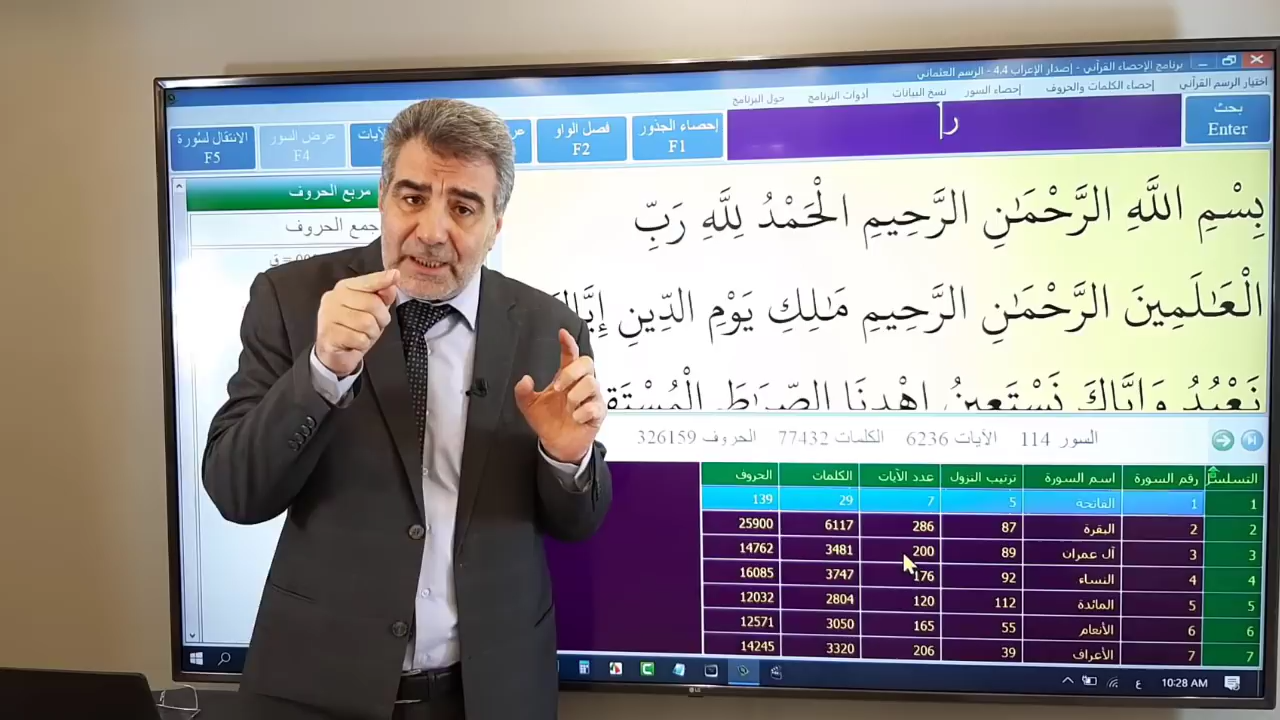 برنامج الإحصاء القرآني - إصدار الإعراب 4.4 - الرسم العثماني
اختيار الرسم القرآني إحصاء الكلمات والحروف إحصاء السور نسخ البيانات أدوات البرنامج حول البرنامج
بحث
Enter
را
إحصاء الجذور
F1
فصل الواو
F2
عرض السور
F4
الانتقال لسورة
F5
مربع الحروف
جمع الحروف
بِسْمِ اللَّهِ الرَّحْمَٰنِ الرَّحِيمِ الْحَمْدُ لِلَّهِ رَبِّ
الْعَٰلَمِينَ الرَّحْمَٰنِ الرَّحِيمِ مَٰلِكِ يَوْمِ الدِّينِ
نَعْبُدُ وَإِيَّاكَ نَسْتَعِينُ اهْدِنَا الصِّرَٰطَ
السور 114 الآيات 6236 الكلمات 77432 الحروف 326159
التسلسل رقم السورة اسم السورة ترتيب النزول عدد الآيات الكلمات الحروف
1 1 الفاتحة 5 7 29 139
2 2 البقرة 87 286 6117 25900
3 3 آل عمران 89 200 3481 14762
4 4 النساء 92 176 3747 16085
5 5 المائدة 112 120 2804 12032
6 6 الأنعام 55 165 3050 12571
7 7 الأعراف 39 206 3320 14245
ع 10:28 AM
LG